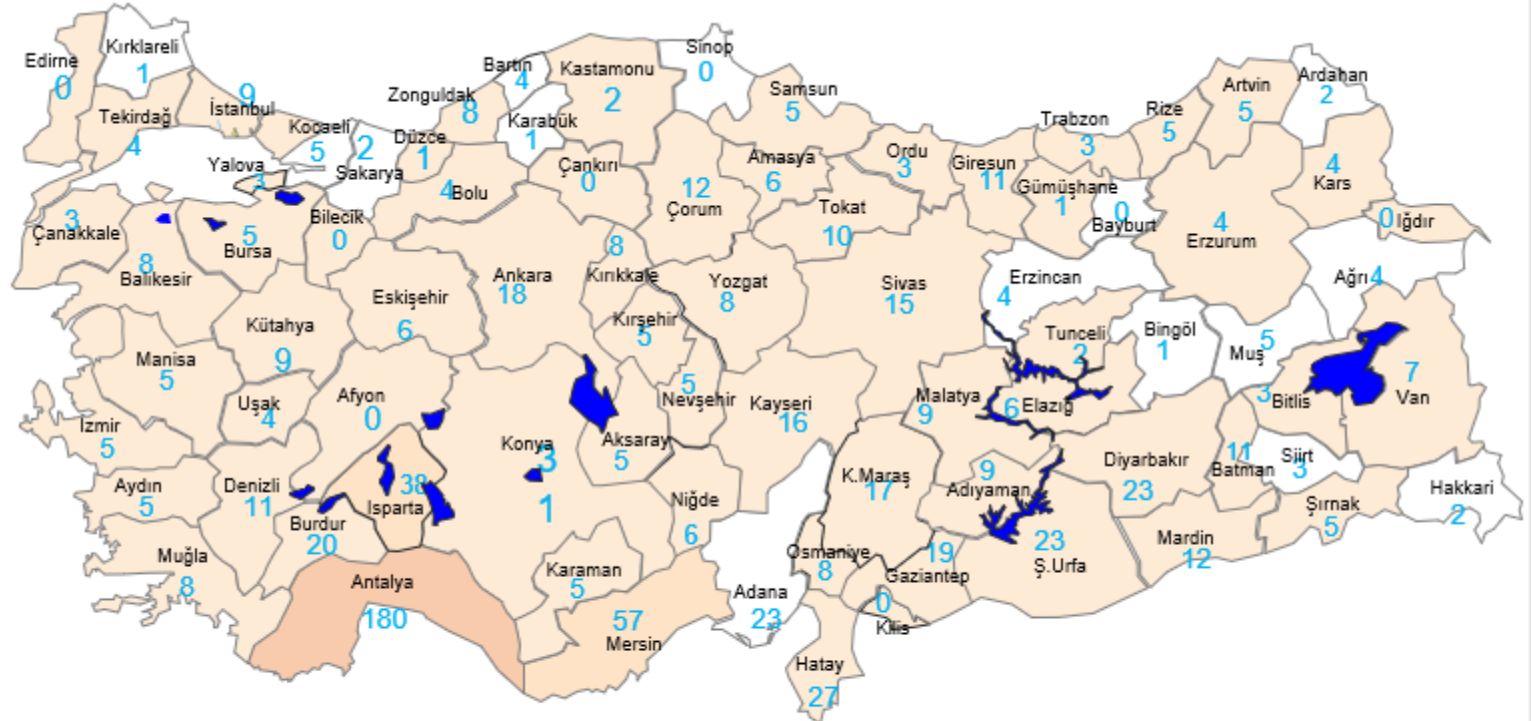 Edirne
0
Kırklareli
1
Tekirdağ
4
İstanbul
9
Kocaeli
5
Yalova
3
Sakarya
2
Düzce
1
Zonguldak
8
Bartın
4
Karabük
1
Kastamonu
2
Sinop
0
Samsun
5
Bolu
4
Çankırı
0
Çorum
12
Amasya
6
Ordu
3
Giresun
11
Trabzon
3
Rize
5
Artvin
5
Ardahan
2
Gümüşhane
1
Bayburt
0
Erzurum
4
Kars
4
Iğdır
0
Ağrı
4
Çanakkale
3
Balıkesir
8
Bursa
5
Bilecik
0
Eskişehir
6
Kütahya
9
Ankara
18
Kırıkkale
8
Kırşehir
5
Yozgat
8
Tokat
10
Sivas
15
Erzincan
4
Tunceli
2
Bingöl
1
Muş
5
Bitlis
3
Van
7
Manisa
5
Uşak
4
Afyon
0
İzmir
5
Aydın
5
Denizli
11
Burdur
20
Isparta
38
Konya
3
1
Aksaray
5
Nevşehir
5
Kayseri
16
Niğde
6
Malatya
9
Elazığ
6
K.Maraş
17
Adıyaman
9
Diyarbakır
23
Batman
11
Siirt
3
Şırnak
5
Hakkari
2
Mardin
12
Ş.Urfa
23
Gaziantep
19
Kilis
0
Osmaniye
8
Adana
23
Hatay
27
Mersin
57
Karaman
5
Antalya
180
Muğla
8